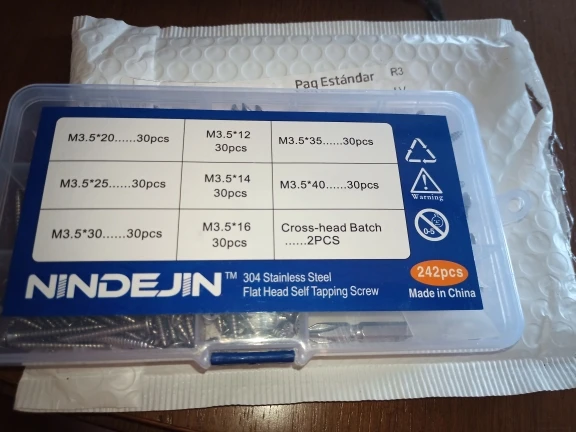 Paq Estándar R3
M3.5*20......30pcs
M3.5*12
30pcs
M3.5*35......30pcs
M3.5*25......30pcs
M3.5*14
30pcs
M3.5*40......30pcs
M3.5*30......30pcs
M3.5*16
30pcs
Cross-head Batch
......2PCS
Warning
0-3
NINDEJIN™
304 Stainless Steel
Flat Head Self Tapping Screw
242pcs
Made in China